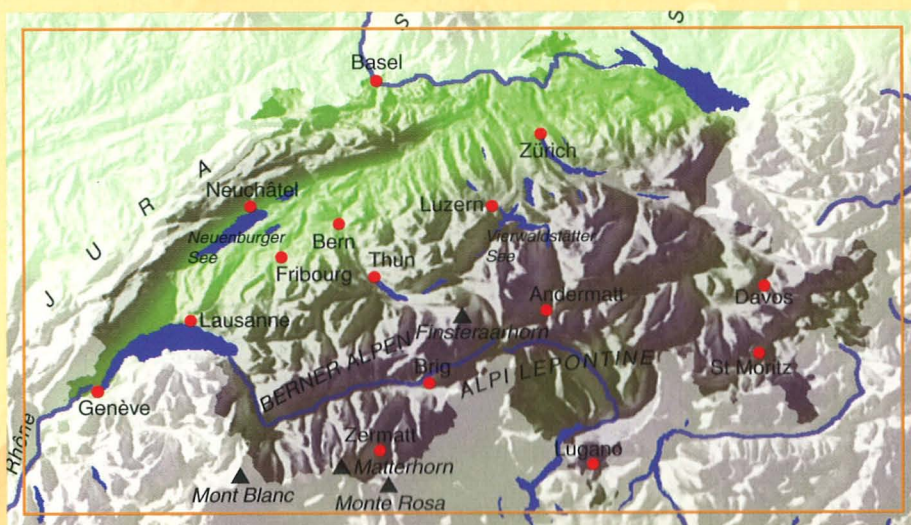 S
S
Basel
Zürich
JURA
Neuchâtel
Luzern
Neuenburger
See
Bern
Vierwaldstätter
See
Fribourg
Thun
Andermatt
Davos
Lausanne
Finsteraarhorn
BERNER ALPEN
Brig
ALPI LEPONTINE
St Moritz
Genève
Rhône
Zermatt
Lugano
Matterhorn
Mont Blanc
Monte Rosa